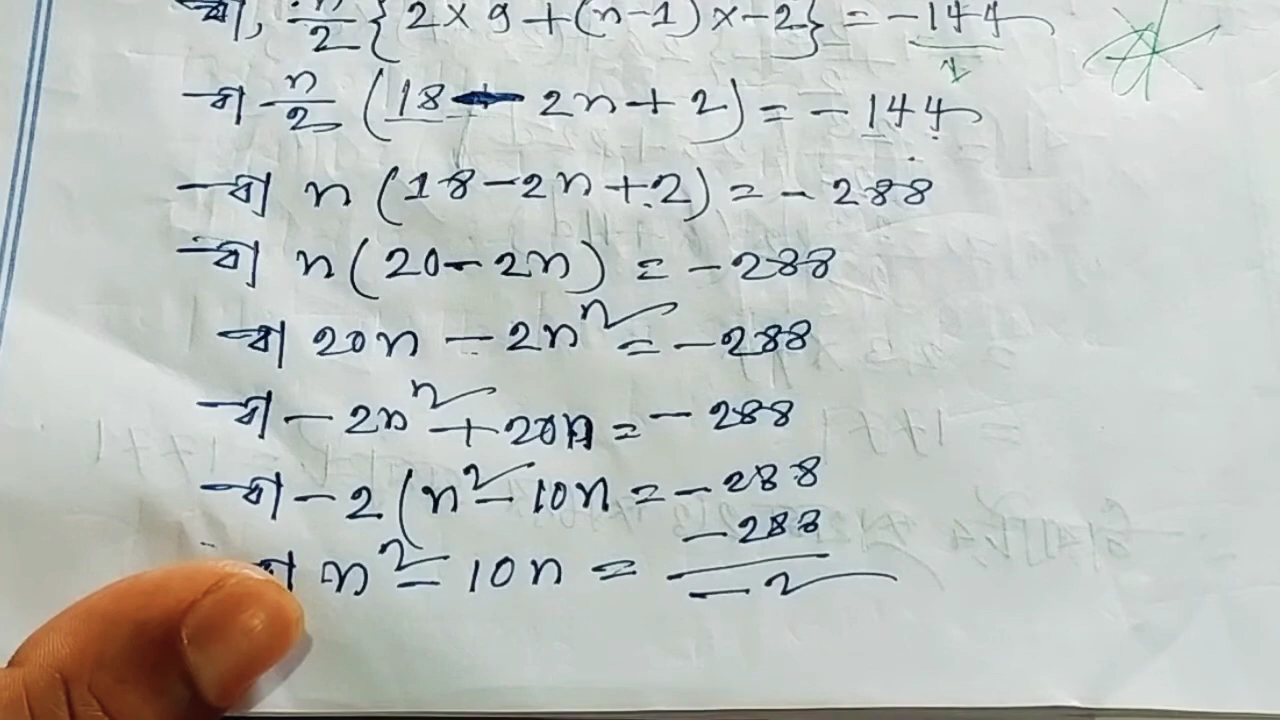 বা, n/2 {2 × 9 + (n-1) × -2} = -144
বা n/2 (18 - 2n + 2) = -144
বা n (18 - 2n + 2) = -288
বা n (20 - 2n) = -288
বা 20n - 2n² = -288
বা -2n² + 20n = -288
বা -2 (n² - 10n = -288
বা n² - 10n = -288/-2